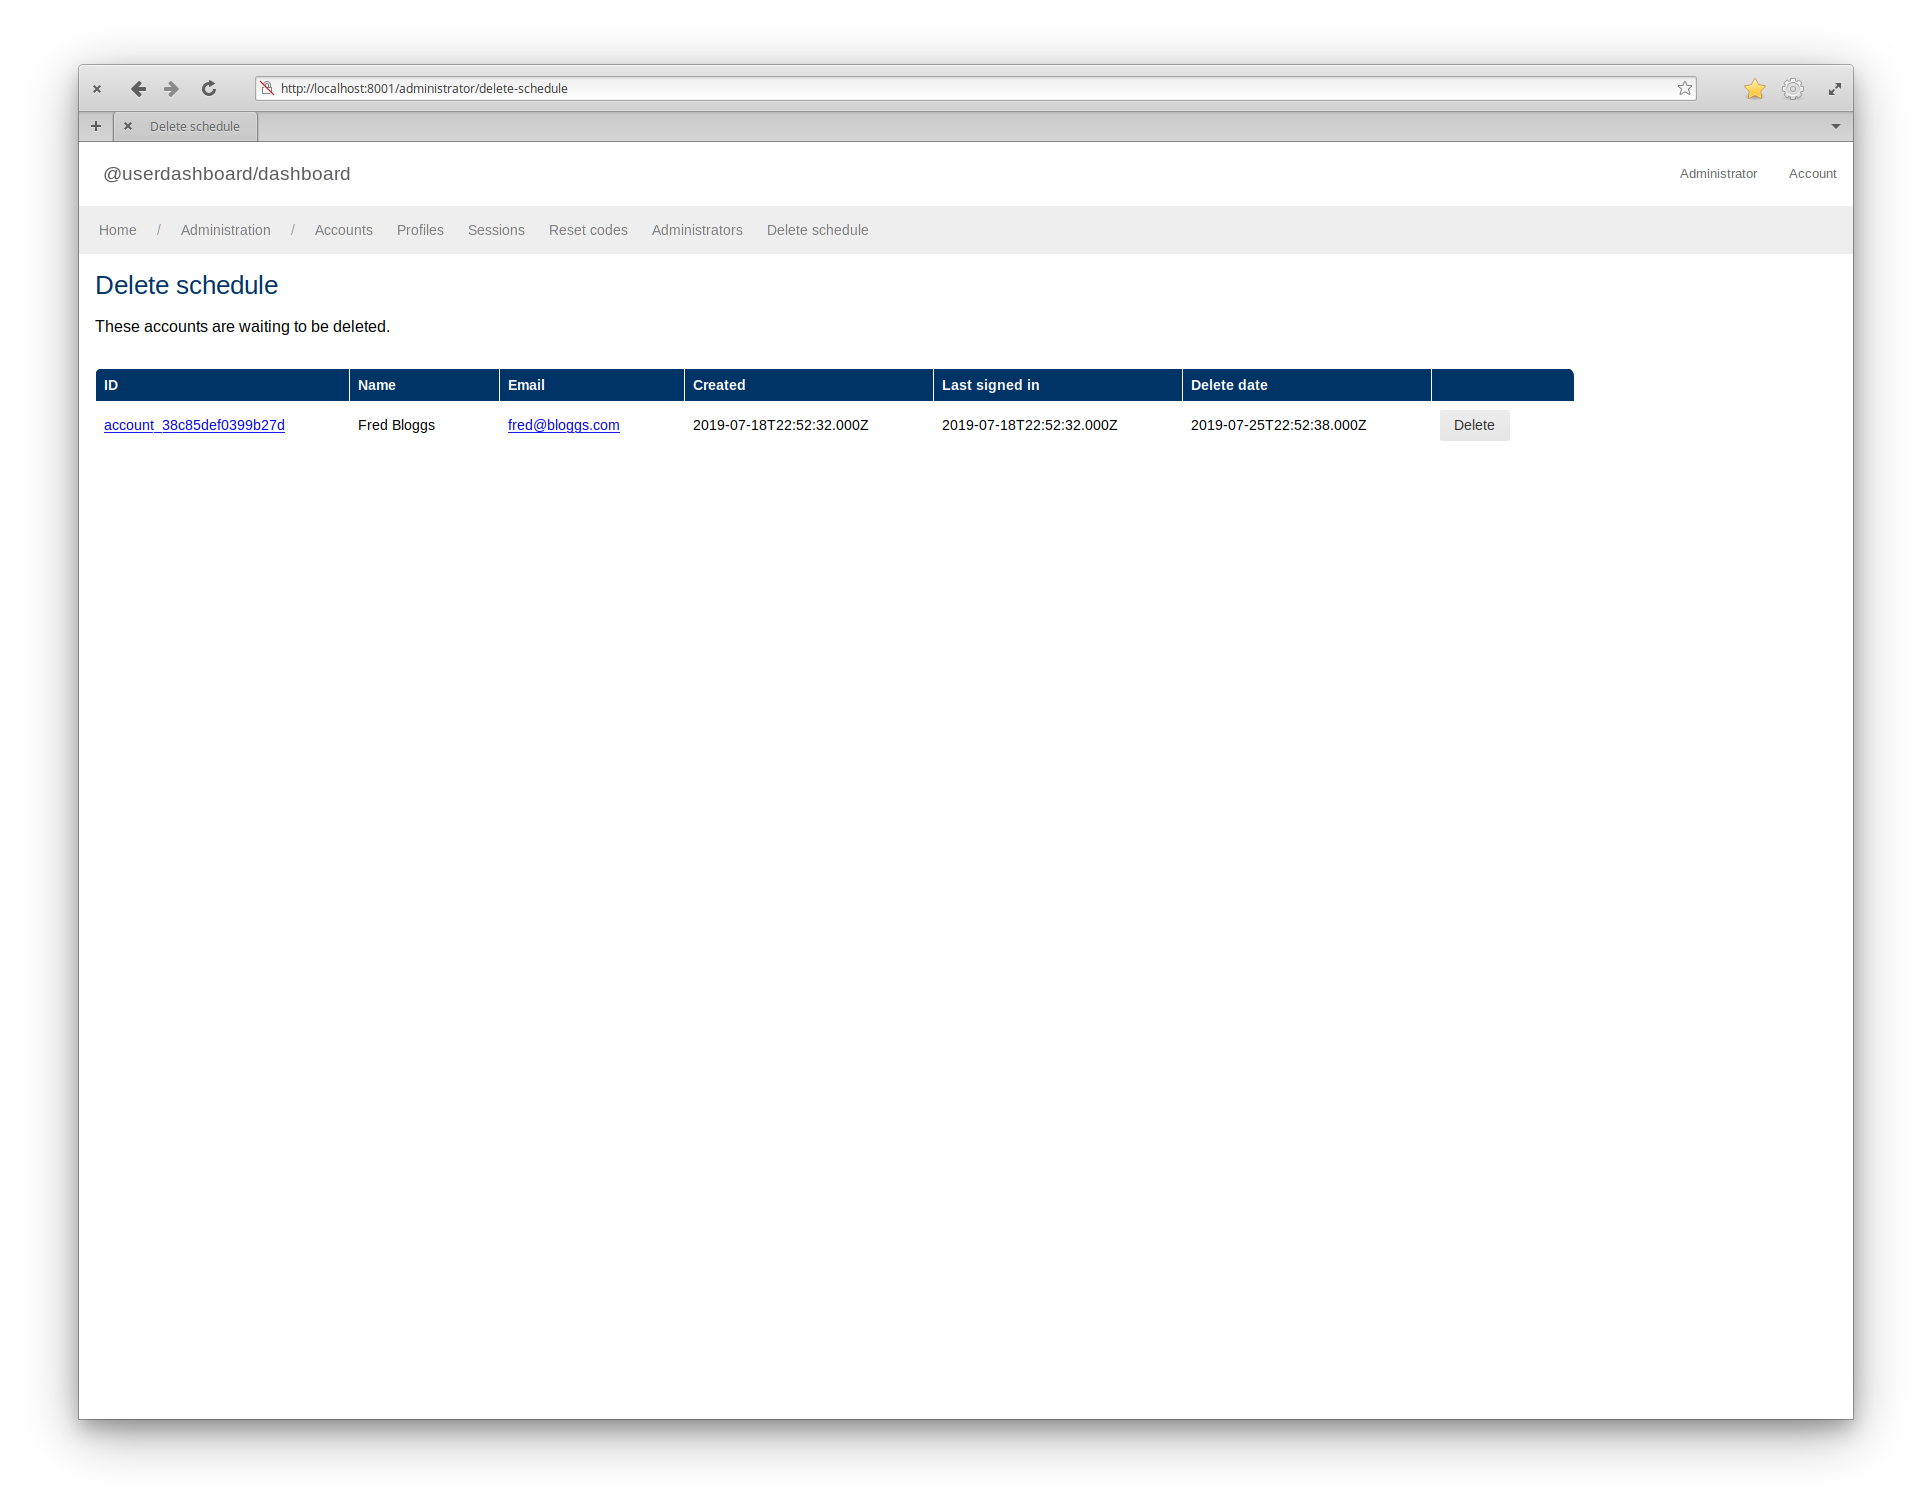 http://localhost:8001/administrator/delete-schedule
Delete schedule
@userdashboard/dashboard Administrator Account
Home / Administration / Accounts Profiles Sessions Reset codes Administrators Delete schedule
Delete schedule
These accounts are waiting to be deleted.
ID Name Email Created Last signed in Delete date
account_38c85def0399b27d Fred Bloggs fred@bloggs.com 2019-07-18T22:52:32.000Z 2019-07-18T22:52:32.000Z 2019-07-25T22:52:38.000Z Delete